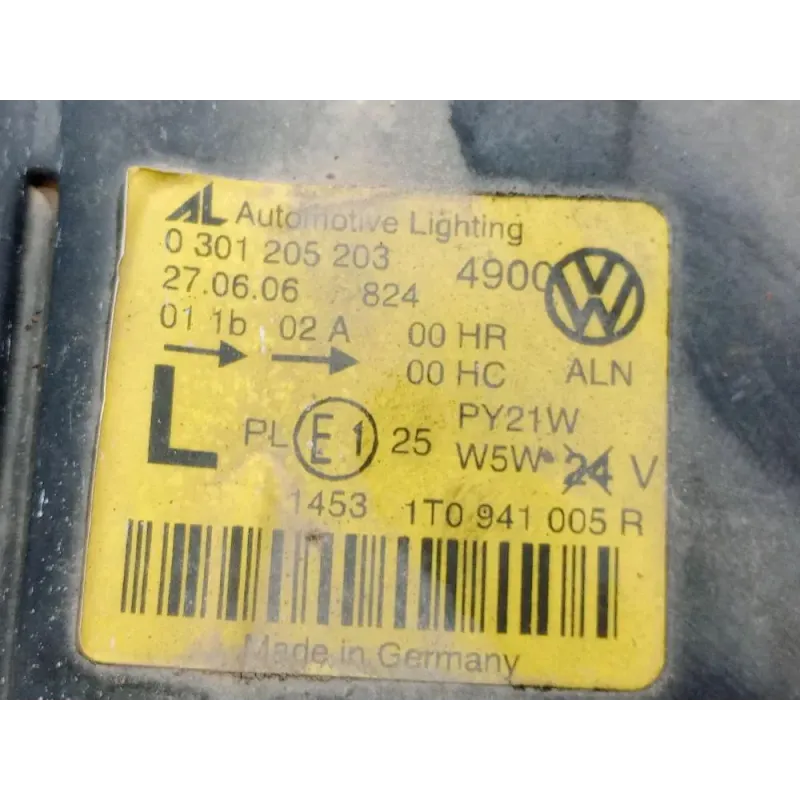 AL Automotive Lighting
0 301 205 203 4900
27.06.06 824
01 1b 02 A 00 HR
00 HC ALN
L PL E1 25 PY21W
W5W 24 V
1453 1T0 941 005 R
Made in Germany